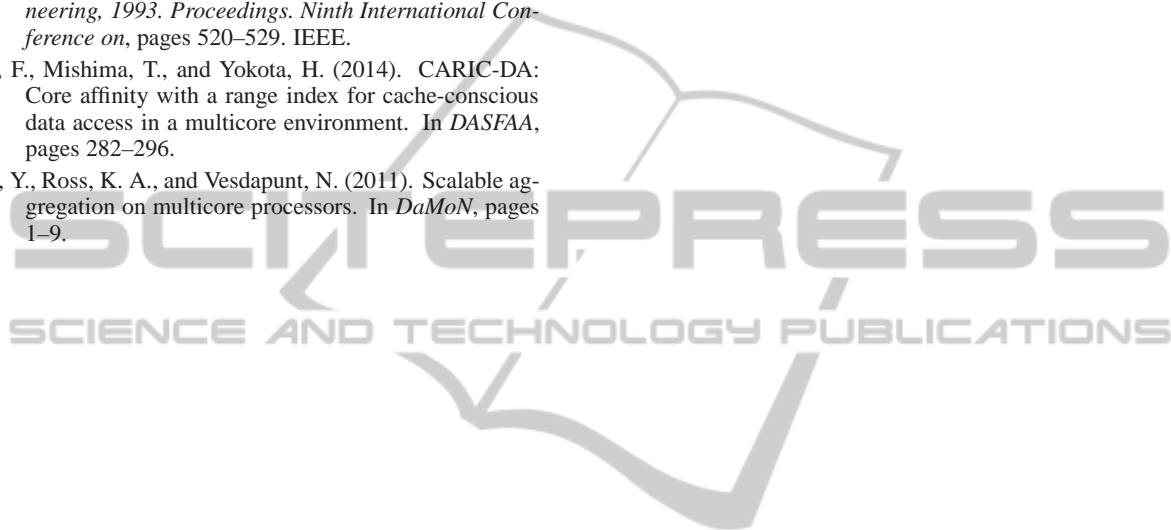 neering, 1993. Proceedings. Ninth International Con-
ference on, pages 520–529. IEEE.
, F., Mishima, T., and Yokota, H. (2014). CARIC-DA:
Core affinity with a range index for cache-conscious
data access in a multicore environment. In DASFAA,
pages 282–296.
, Y., Ross, K. A., and Vesdapunt, N. (2011). Scalable ag-
gregation on multicore processors. In DaMoN, pages
1–9.
SCITEPRESS
SCIENCE AND TECHNOLOGY PUBLICATIONS